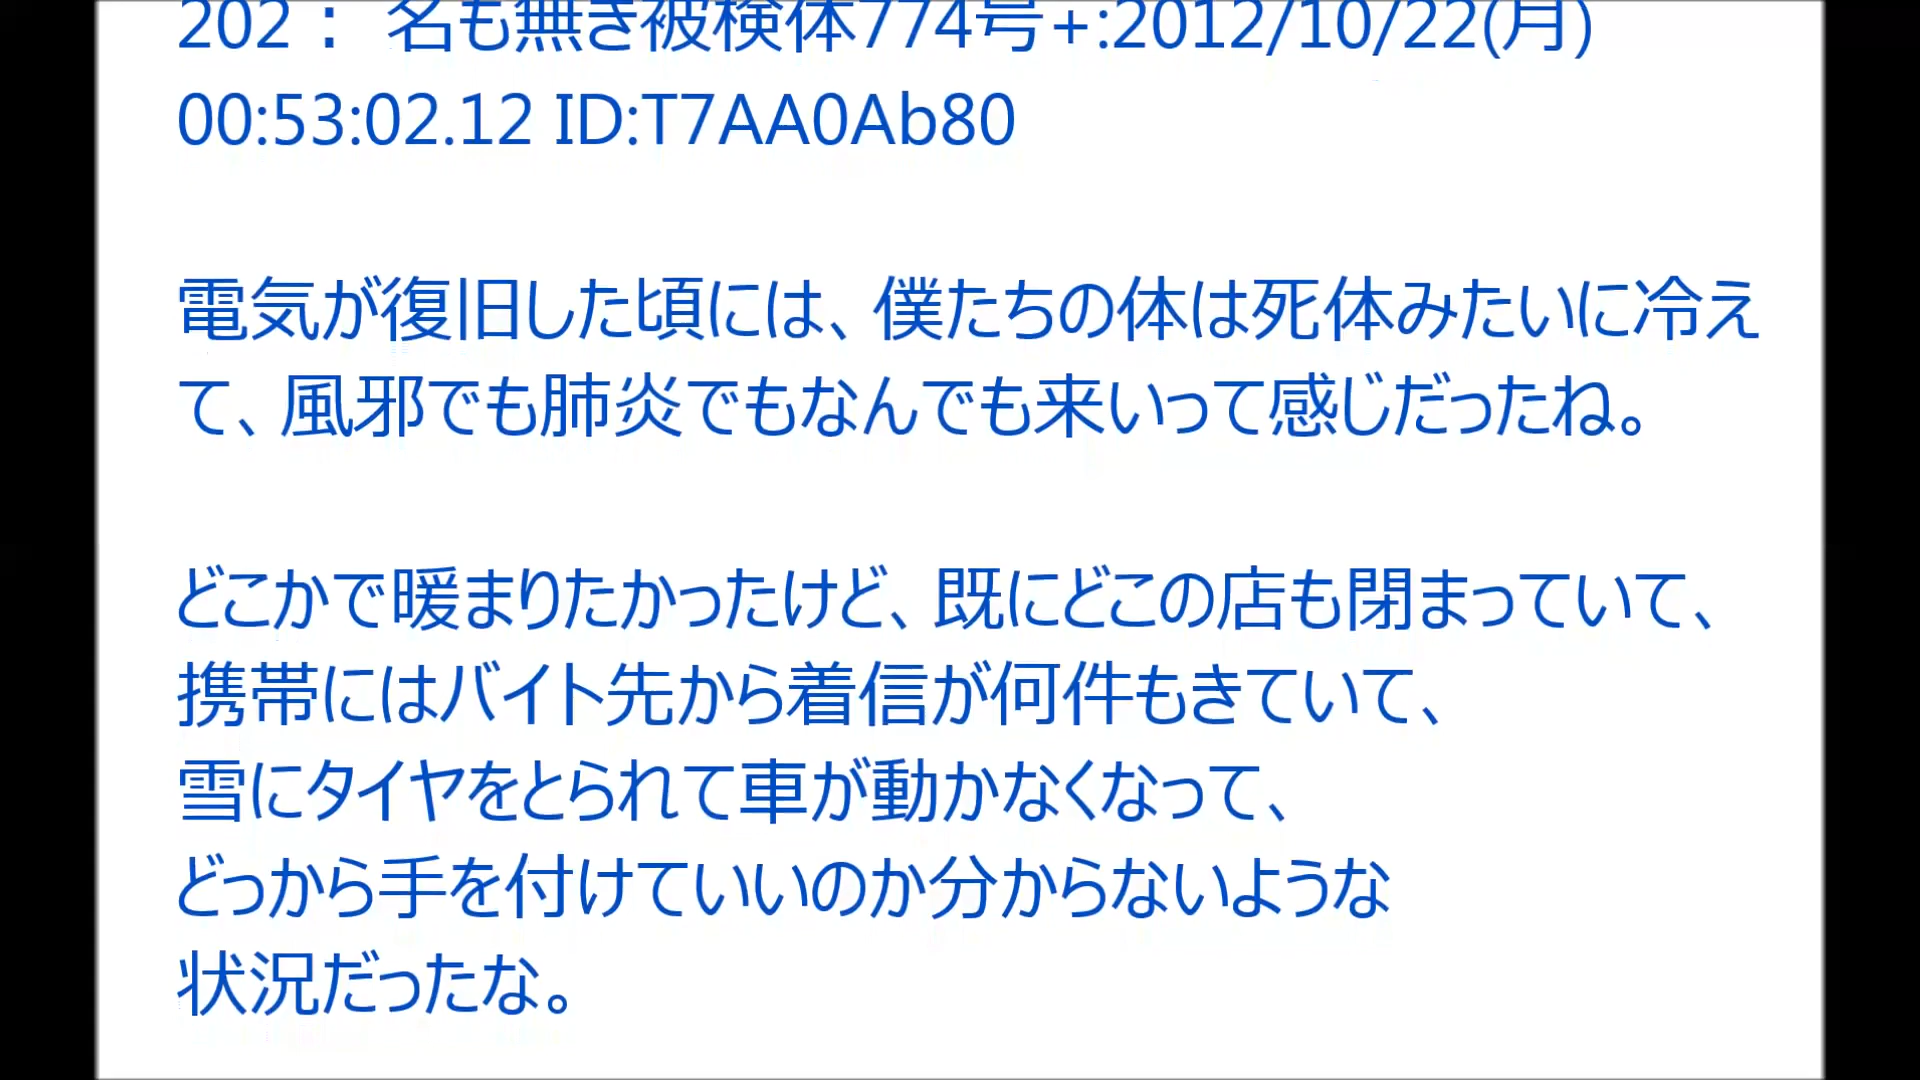 202： 名も無き被検体774号+:2012/10/22(月)
00:53:02.12 ID:T7AA0Ab80
電気が復旧した頃には、僕たちの体は死体みたいに冷え
て、風邪でも肺炎でもなんでも来いって感じだったね。
どこかで暖まりたかったけど、既にどこの店も閉まっていて、
携帯にはバイト先から着信が何件もきていて、
雪にタイヤをとられて車が動かなくなって、
どっから手を付けていいのか分からないような
状況だったな。